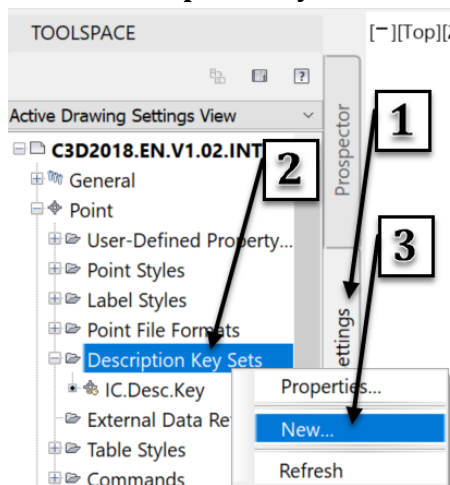 TOOLSPACE
[−][Top][
?
Active Drawing Settings View
C3D2018.EN.V1.02.INT
General
Point
User-Defined Property...
Point Styles
Label Styles
Point File Formats
Description Key Sets
IC.Desc.Key
External Data Re
Table Styles
Commands
Prospector
ettings
Properties...
New...
Refresh
1
2
3